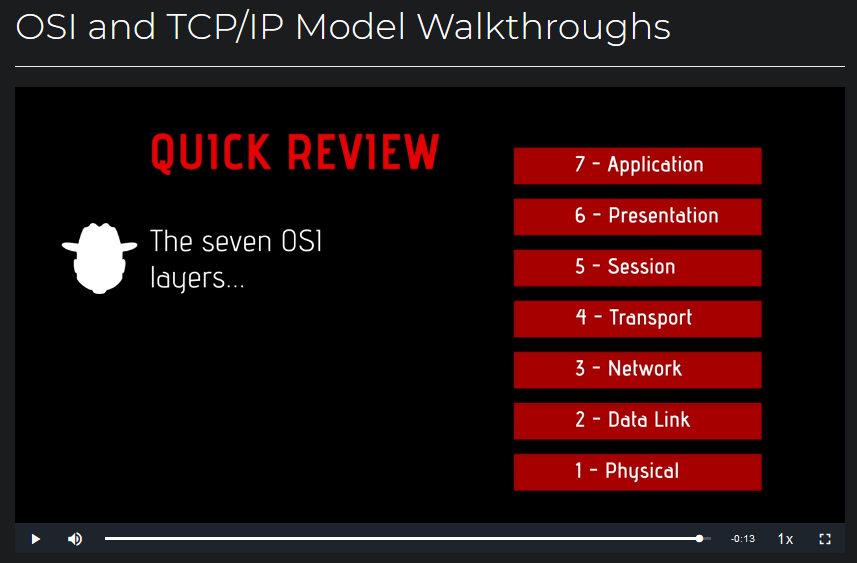 OSI and TCP/IP Model Walkthroughs
QUICK REVIEW
The seven OSI
layers...
7 - Application
6 - Presentation
5 - Session
4 - Transport
3 - Network
2 - Data Link
1 - Physical
-0:13
1x